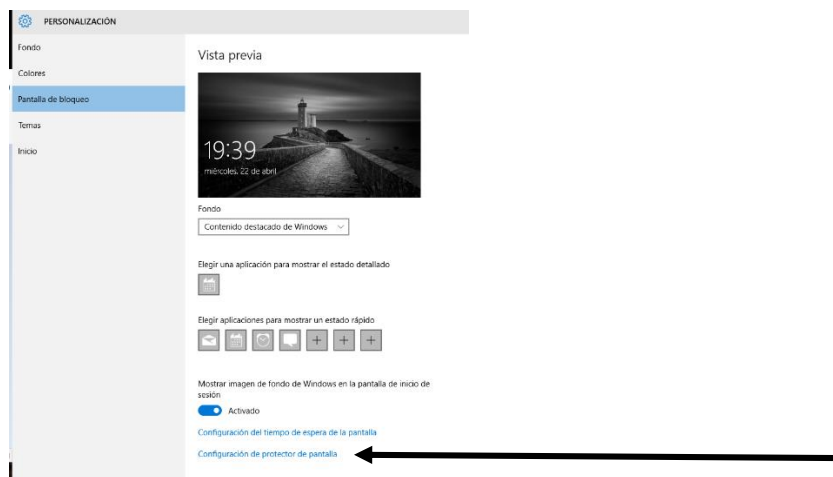 PERSONALIZACIÓN
Fondo
Colores
Pantalla de bloqueo
Temas
Inicio
Vista previa
19:39
miércoles, 22 de abril
Fondo
Contenido destacado de Windows
Elegir una aplicación para mostrar el estado detallado
Elegir aplicaciones para mostrar un estado rápido
Mostrar imagen de fondo de Windows en la pantalla de inicio de
sesión
Activado
Configuración del tiempo de espera de la pantalla
Configuración de protector de pantalla